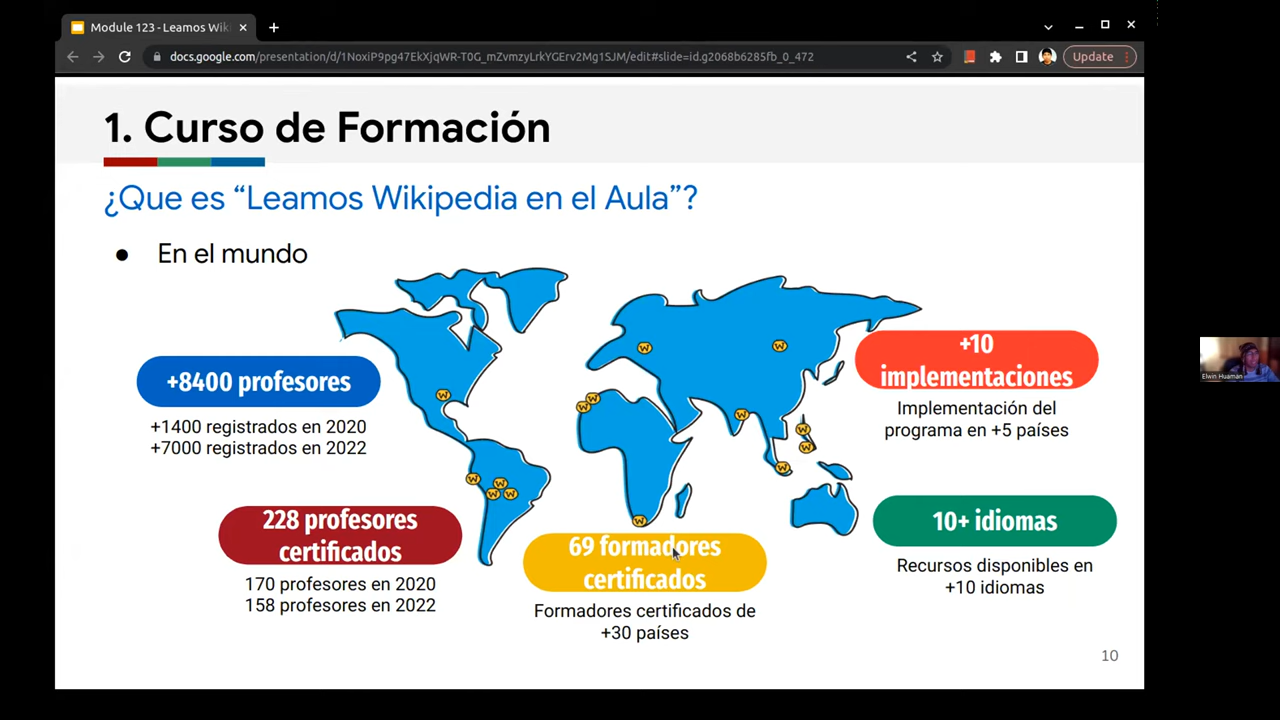 Module 123 - Leamos Wiki
docs.google.com/presentation/d/1NoxiP9pg47EkXjqWR-T0G_mZvmzyLrkYGErv2Mg1SJM/edit#slide=id.g2068b6285fb_0_472
Update
1. Curso de Formación
¿Que es “Leamos Wikipedia en el Aula”?
● En el mundo
+8400 profesores
+1400 registrados en 2020
+7000 registrados en 2022
228 profesores
certificados
170 profesores en 2020
158 profesores en 2022
69 formadores
certificados
Formadores certificados de
+30 países
+10
implementaciones
Implementación del
programa en +5 países
10+ idiomas
Recursos disponibles en
+10 idiomas
W
W
W
W
W
W
W
W
W
W
W
W
W
W
10
Elwin Huaman